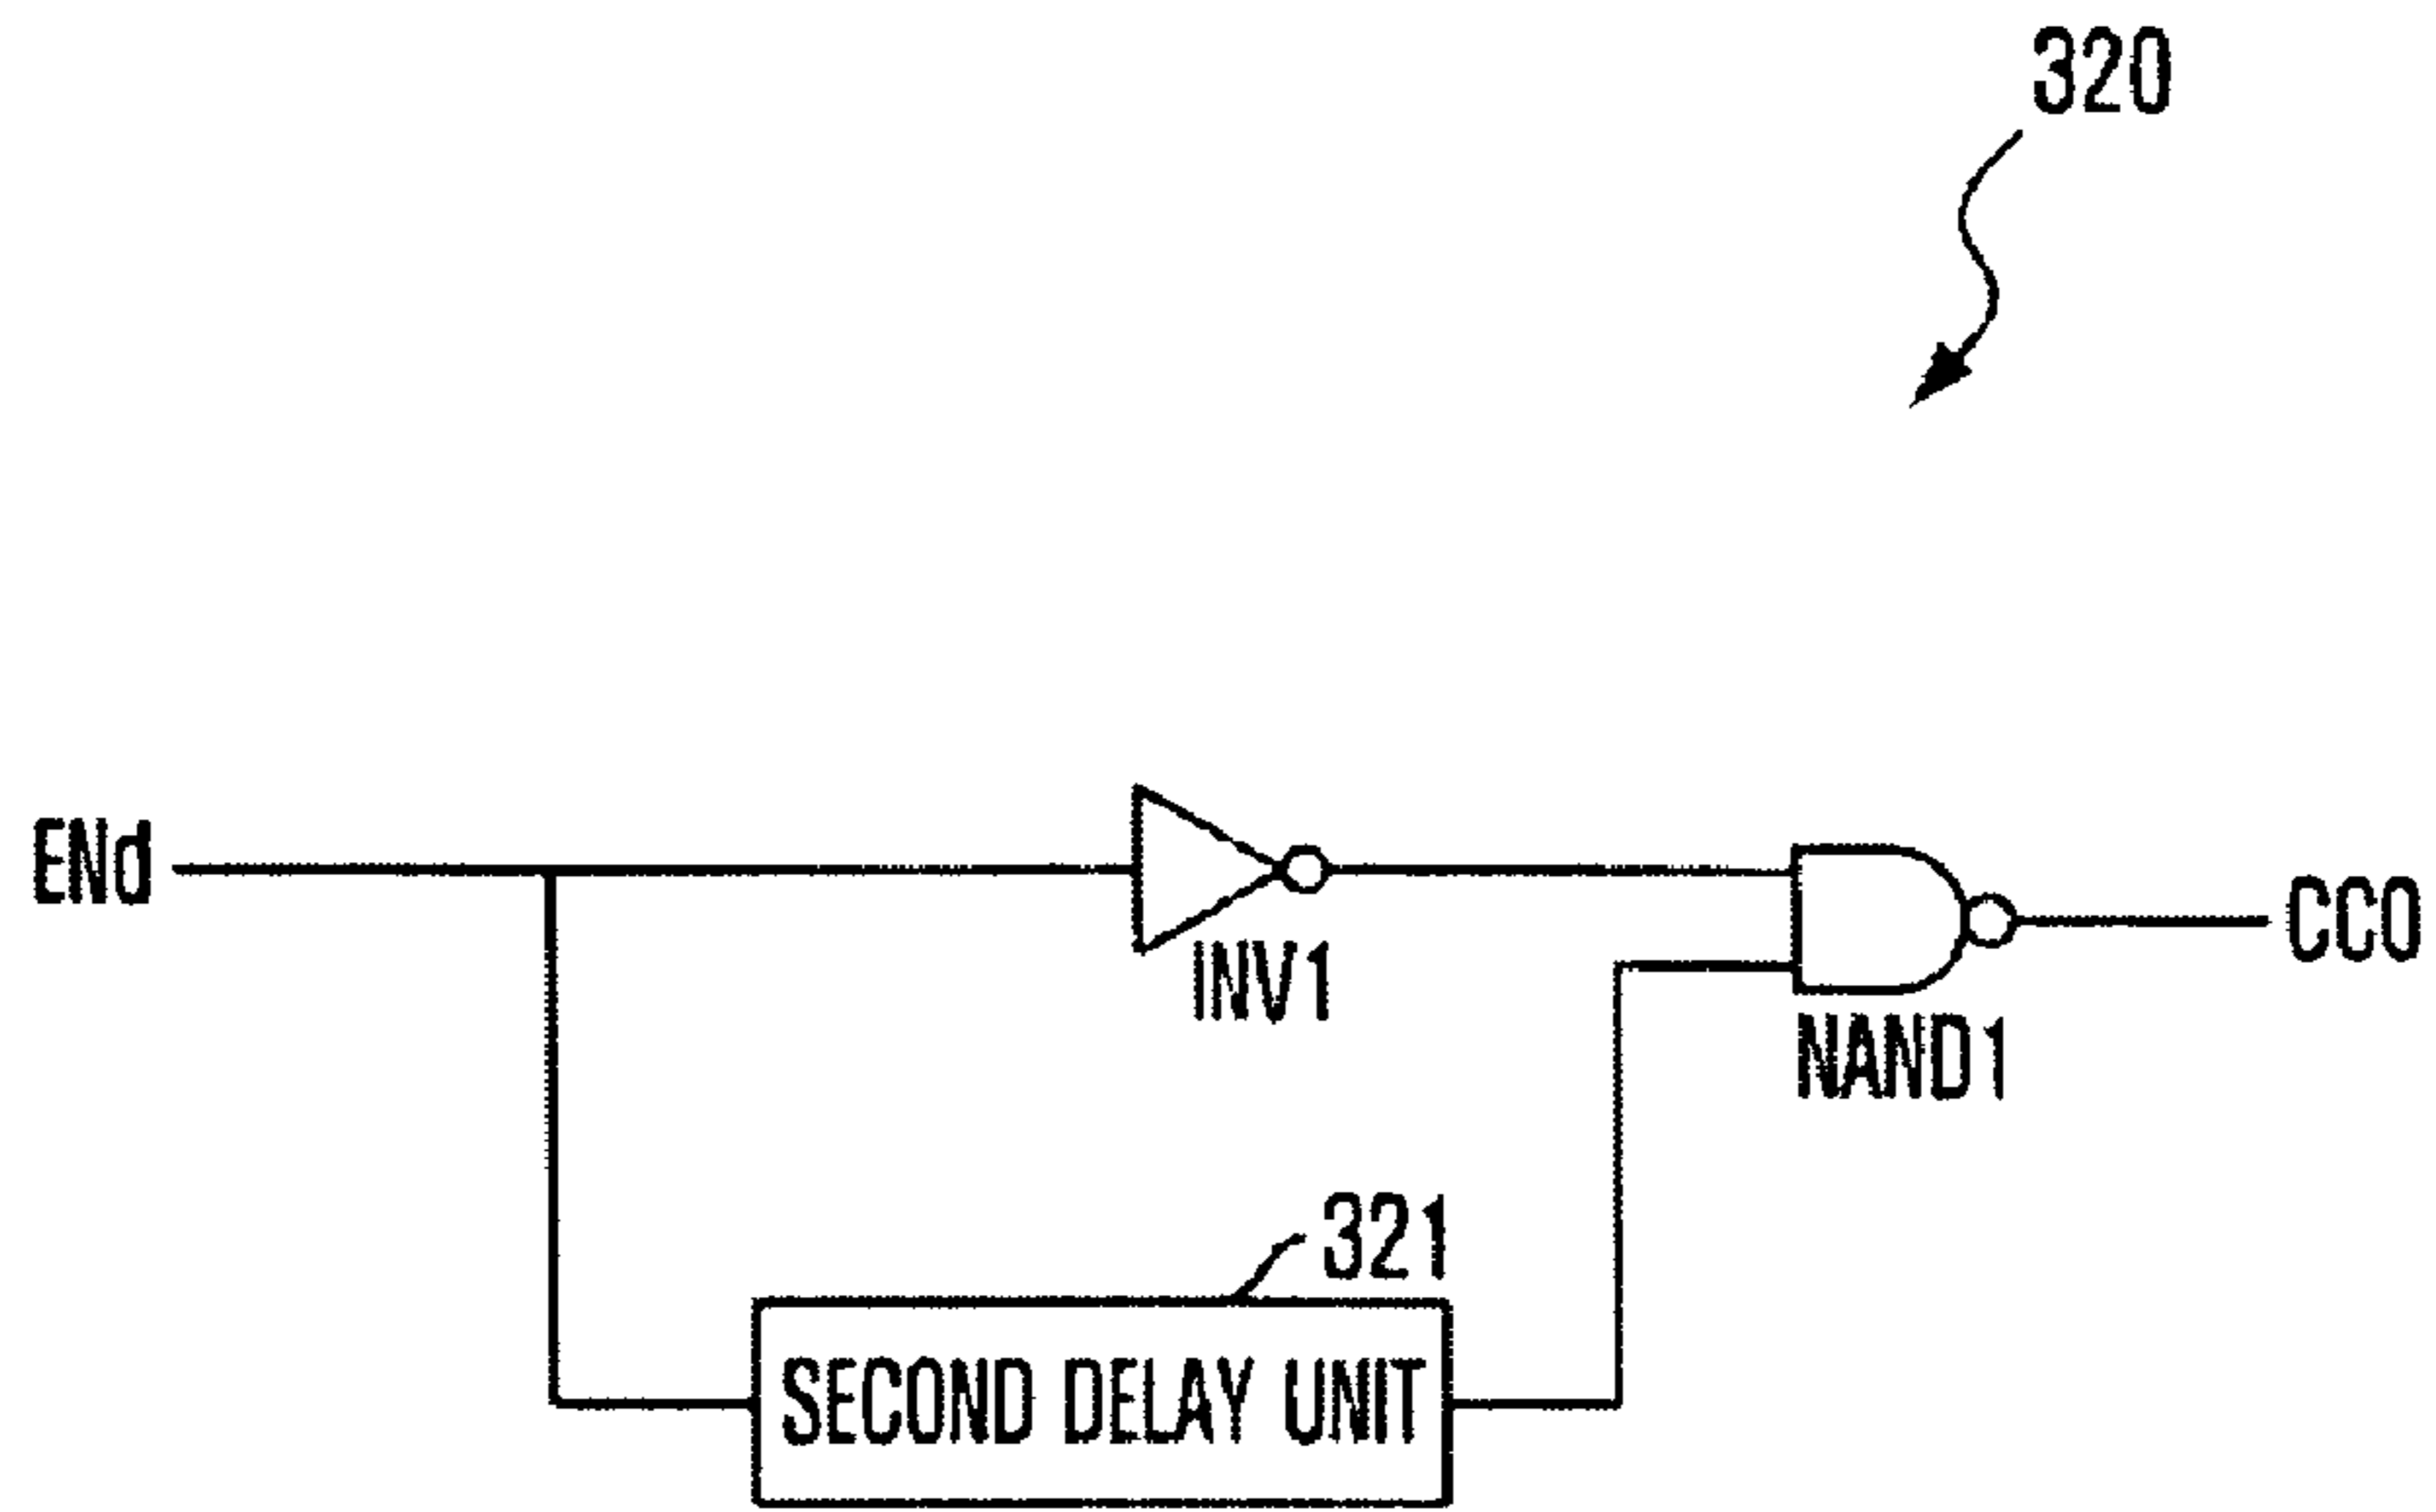 320
ENd
INV1
CCO
NAND1
321
SECOND DELAY UNIT